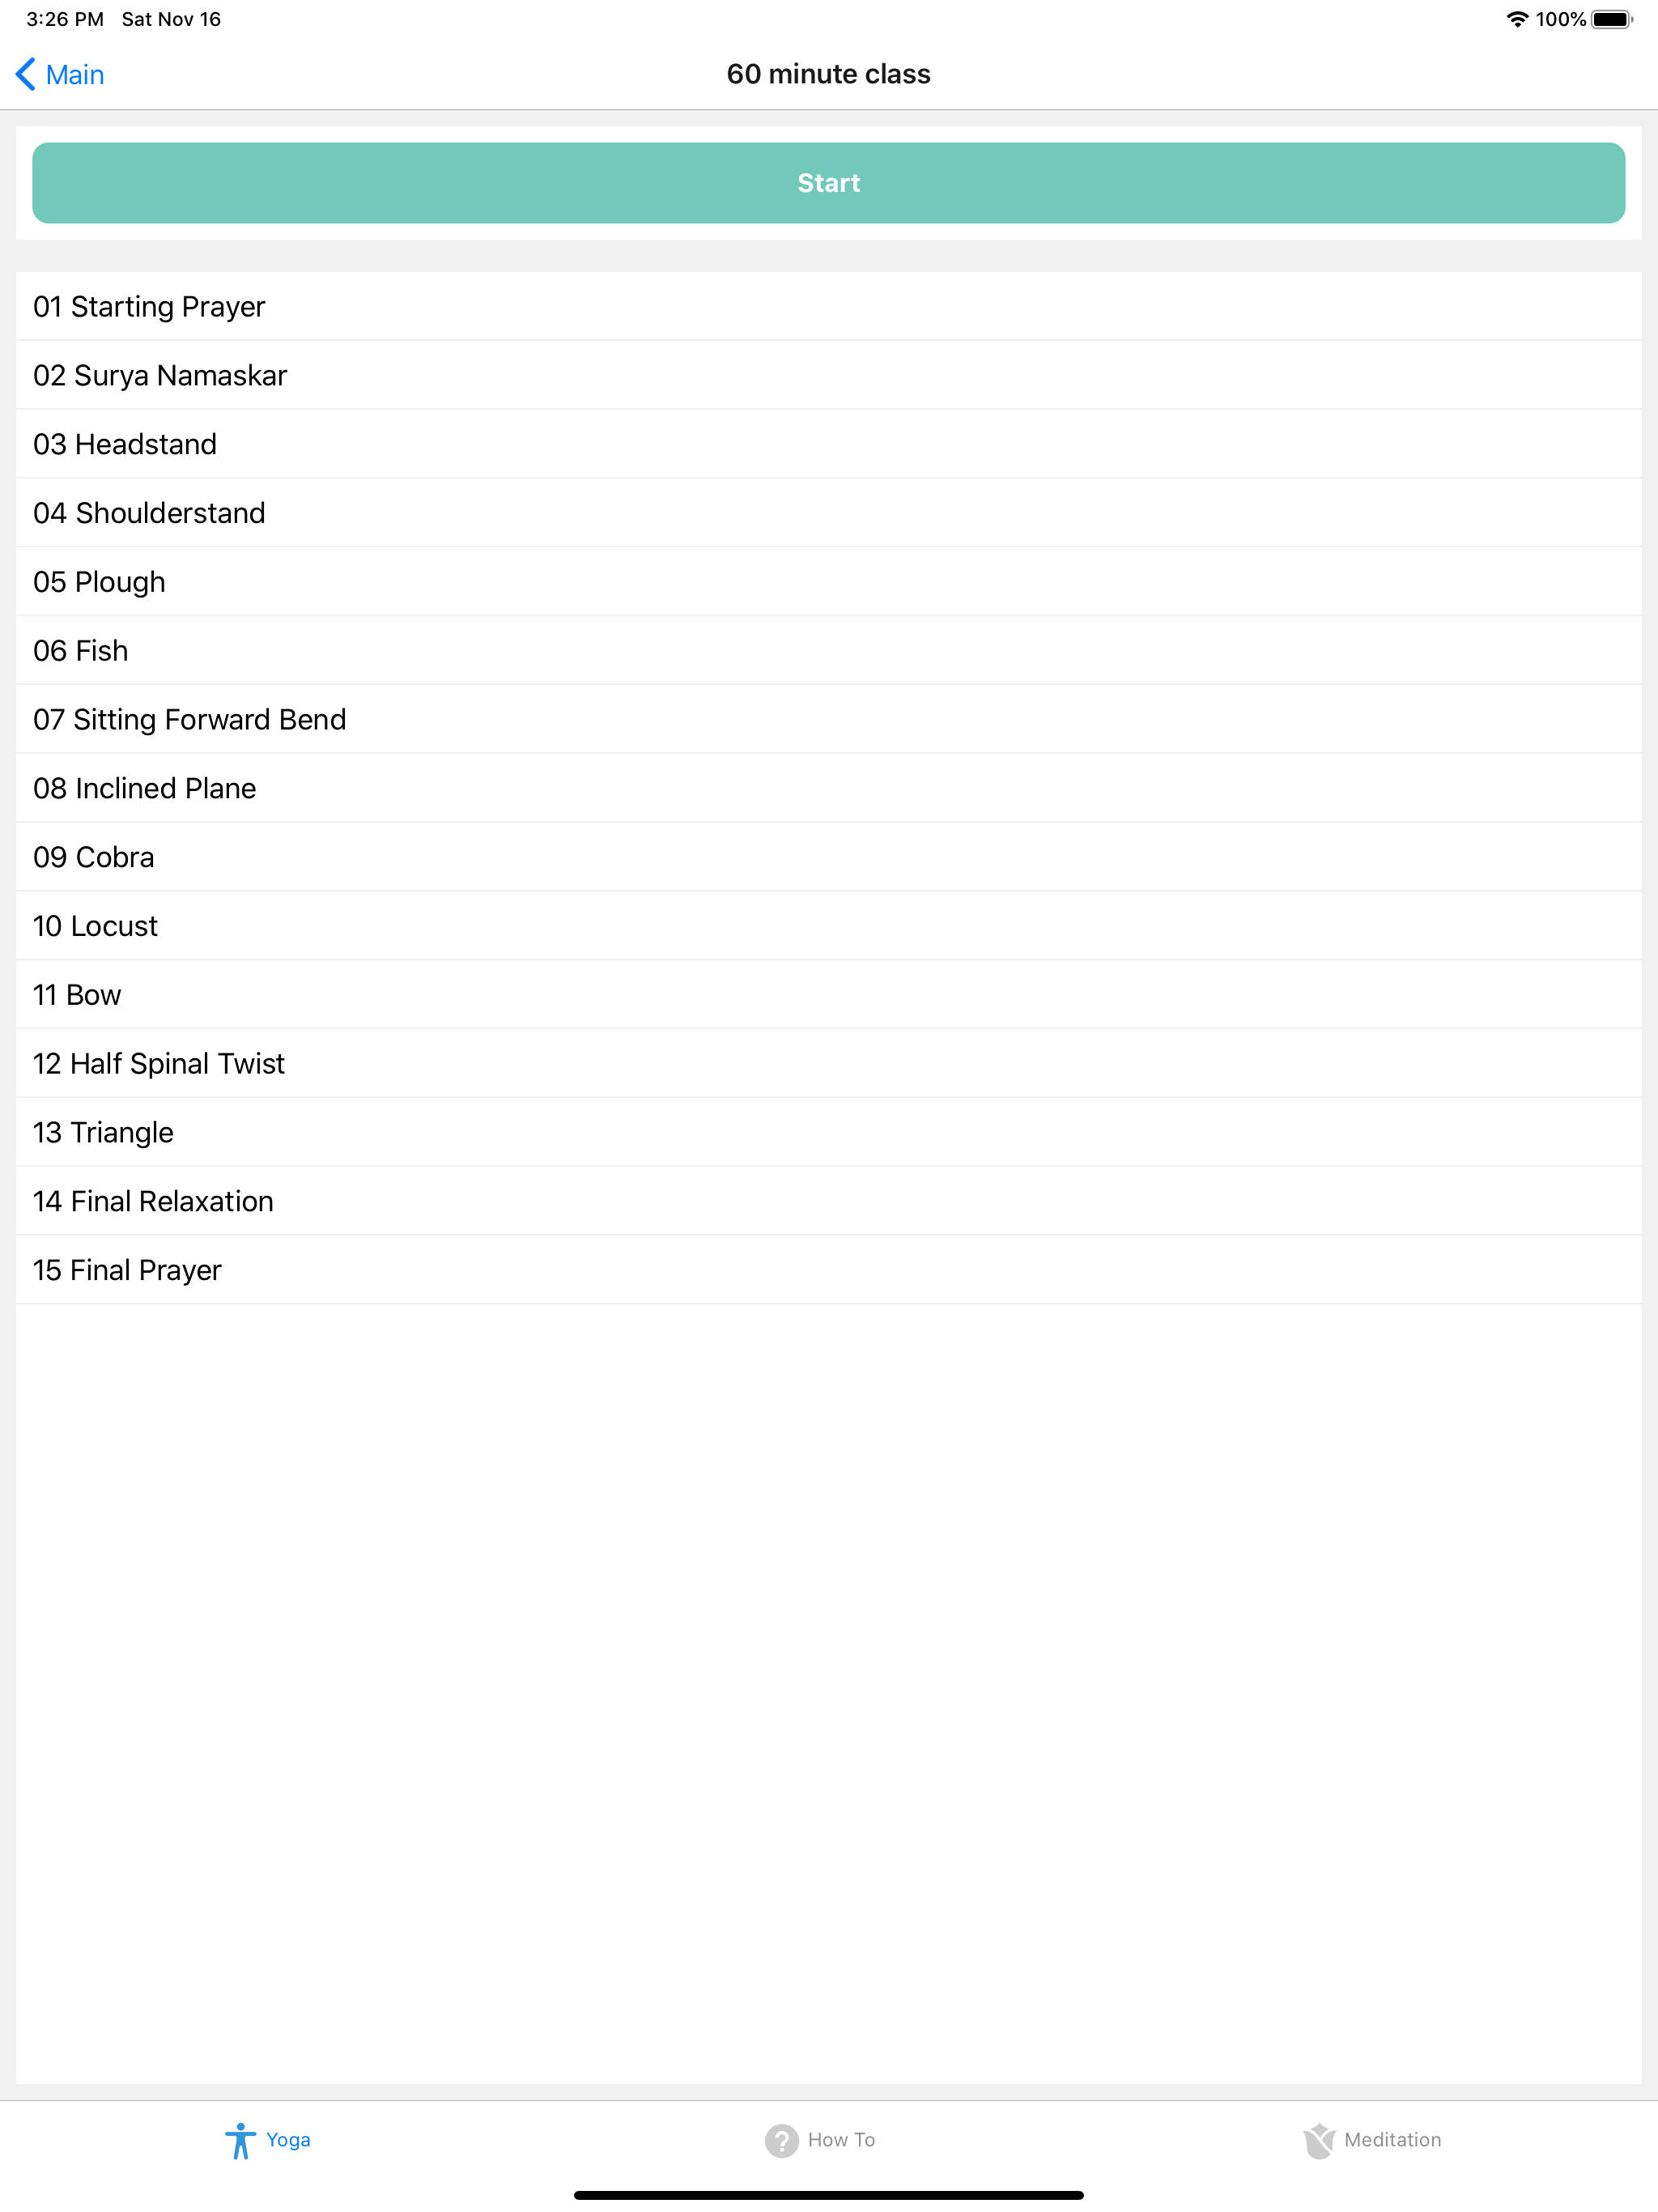 3:26 PM Sat Nov 16 100%
Main 60 minute class
Start
01 Starting Prayer
02 Surya Namaskar
03 Headstand
04 Shoulderstand
05 Plough
06 Fish
07 Sitting Forward Bend
08 Inclined Plane
09 Cobra
10 Locust
11 Bow
12 Half Spinal Twist
13 Triangle
14 Final Relaxation
15 Final Prayer
Yoga ? How To Meditation